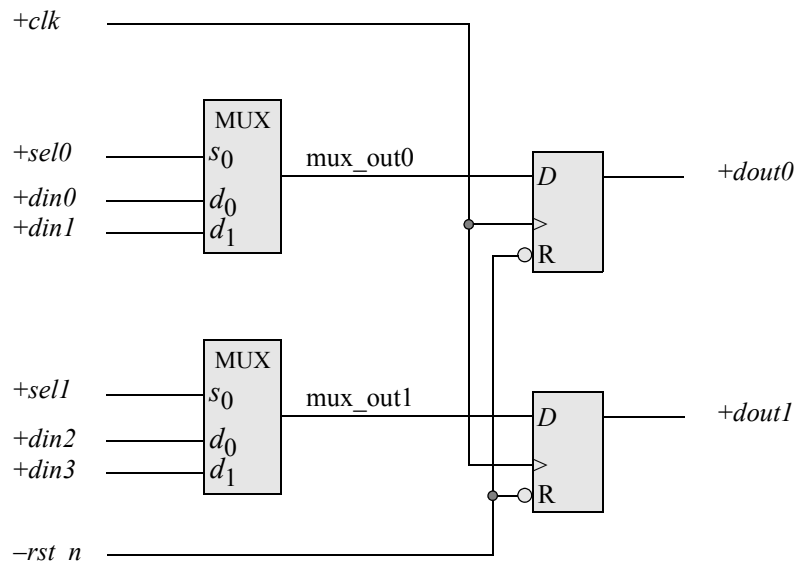 +clk
MUX
+sel0 s0 mux_out0 D +dout0
+din0 d0
+din1 d1
R
MUX
+sel1 s0 mux_out1 D +dout1
+din2 d0
+din3 d1
R
–rst_n